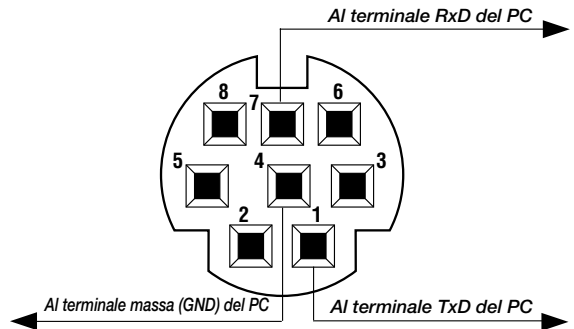 Al terminale RxD del PC
8 7 6
5 4 3
2 1
Al terminale massa (GND) del PC
Al terminale TxD del PC